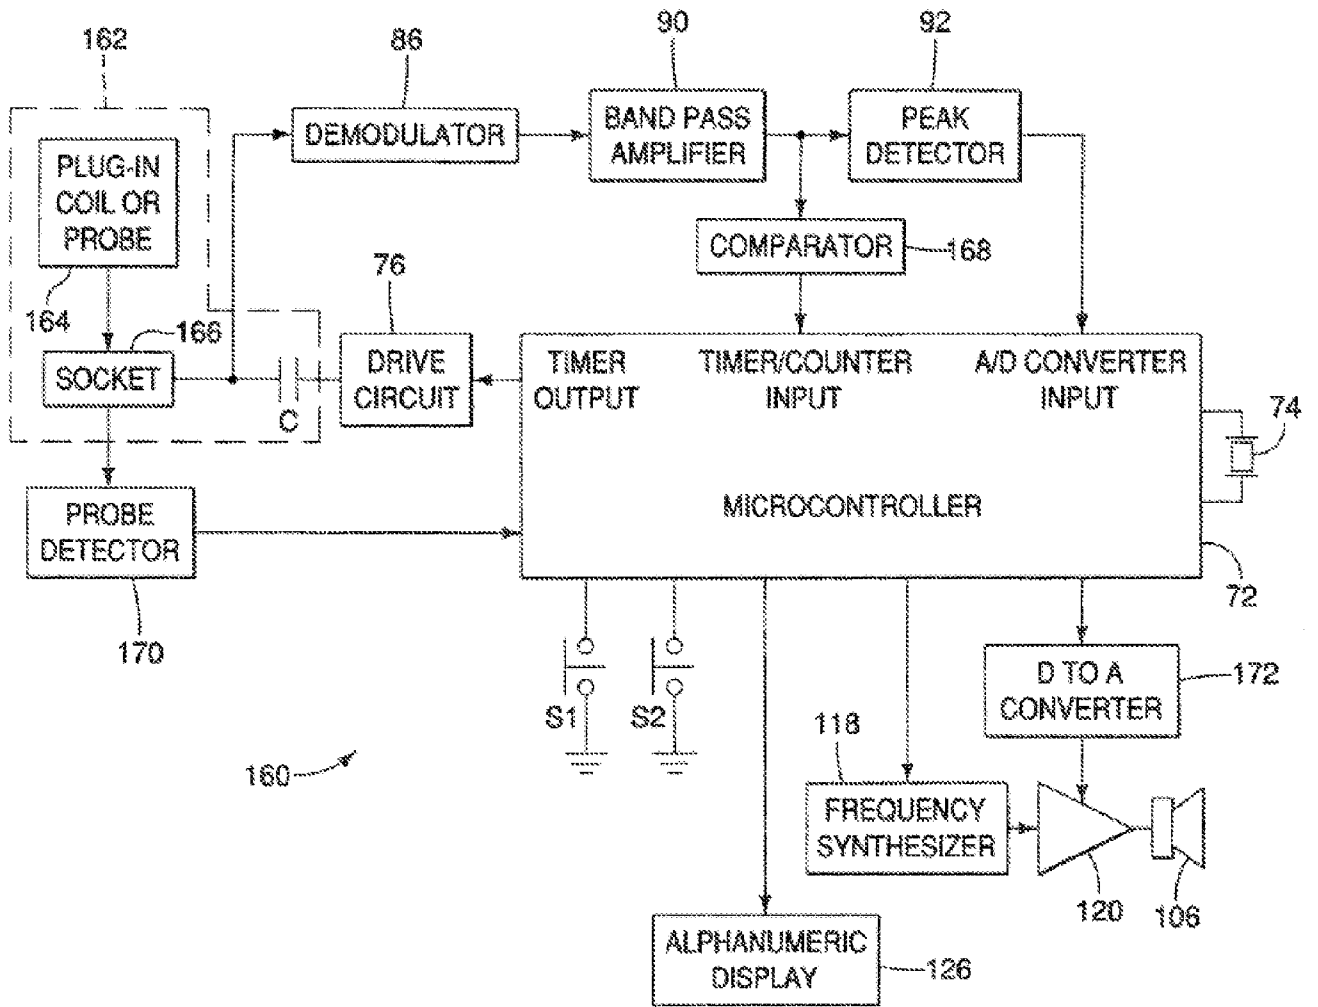 162
86
90
92
PLUG-IN
COIL OR
PROBE
DEMODULATOR
BAND PASS
AMPLIFIER
PEAK
DETECTOR
COMPARATOR
168
164
166
76
SOCKET
C
DRIVE
CIRCUIT
TIMER
OUTPUT
TIMER/COUNTER
INPUT
A/D CONVERTER
INPUT
74
PROBE
DETECTOR
MICROCONTROLLER
72
170
S1
S2
D TO A
CONVERTER
172
160
118
FREQUENCY
SYNTHESIZER
120
106
ALPHANUMERIC
DISPLAY
126